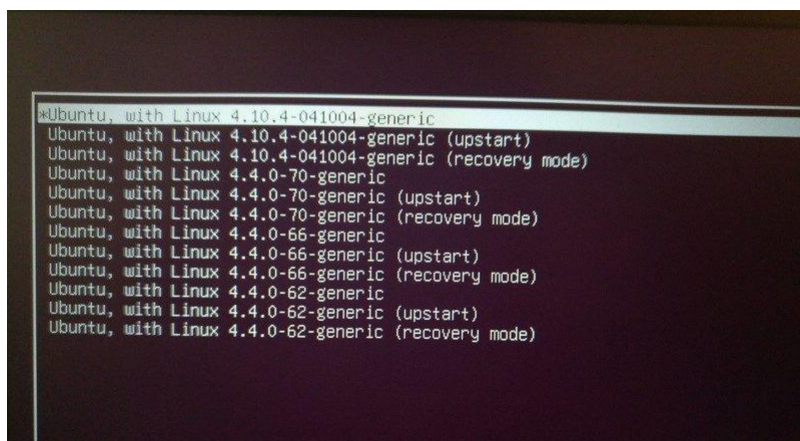 *Ubuntu, with Linux 4.10.4-041004-generic
Ubuntu, with Linux 4.10.4-041004-generic (upstart)
Ubuntu, with Linux 4.10.4-041004-generic (recovery mode)
Ubuntu, with Linux 4.4.0-70-generic
Ubuntu, with Linux 4.4.0-70-generic (upstart)
Ubuntu, with Linux 4.4.0-70-generic (recovery mode)
Ubuntu, with Linux 4.4.0-66-generic
Ubuntu, with Linux 4.4.0-66-generic (upstart)
Ubuntu, with Linux 4.4.0-66-generic (recovery mode)
Ubuntu, with Linux 4.4.0-62-generic
Ubuntu, with Linux 4.4.0-62-generic (upstart)
Ubuntu, with Linux 4.4.0-62-generic (recovery mode)